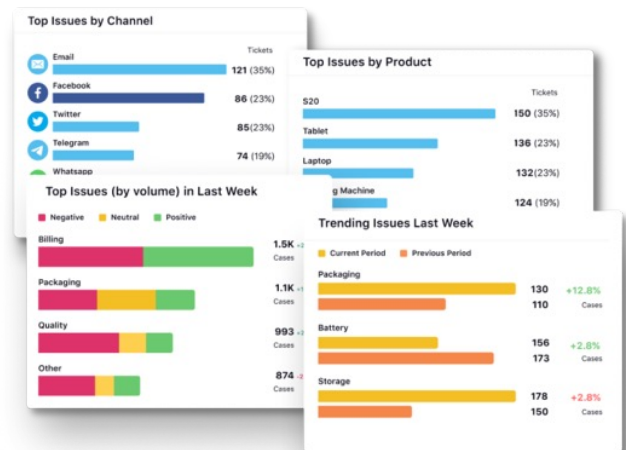 Top Issues by Channel
Tickets
Email
121 (35%)
Facebook
86 (23%)
Twitter
85(23%)
Telegram
74 (19%)
Whatsapp
Top Issues by Product
Tickets
S20
150 (35%)
Tablet
136 (23%)
Laptop
132(23%)
Machine
124 (19%)
Top Issues (by volume) in Last Week
Negative Neutral Positive
Billing
1.5K
Cases
Packaging
1.1K
Cases
Quality
993
Cases
Other
874
Cases
Trending Issues Last Week
Current Period Previous Period
Packaging
130 +12.8%
110 Cases
Battery
156 +2.8%
173 Cases
Storage
178 +2.8%
150 Cases